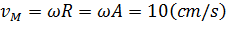 v_M = ωR = ωA = 10(cm/s)